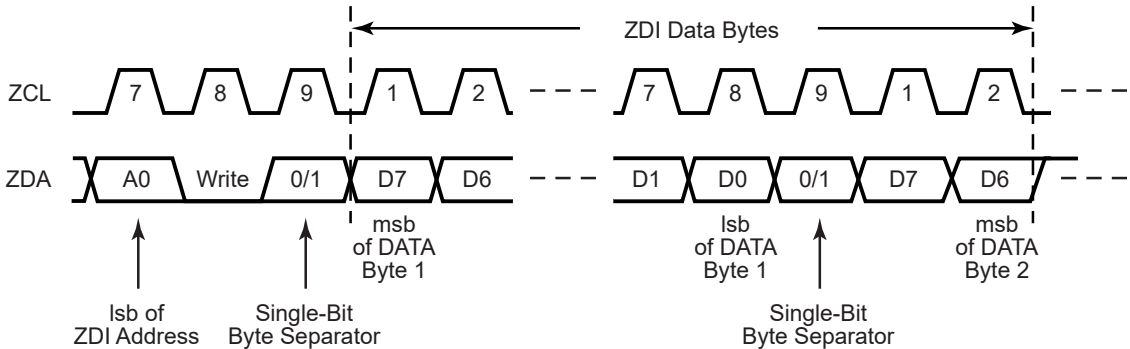 ZDI Data Bytes
ZCL 7 8 9 1 2 7 8 9 1 2
ZDA A0 Write 0/1 D7 D6 D1 D0 0/1 D7 D6
msb
of DATA
Byte 1
lsb
of DATA
Byte 1
msb
of DATA
Byte 2
lsb of
ZDI Address
Single-Bit
Byte Separator
Single-Bit
Byte Separator